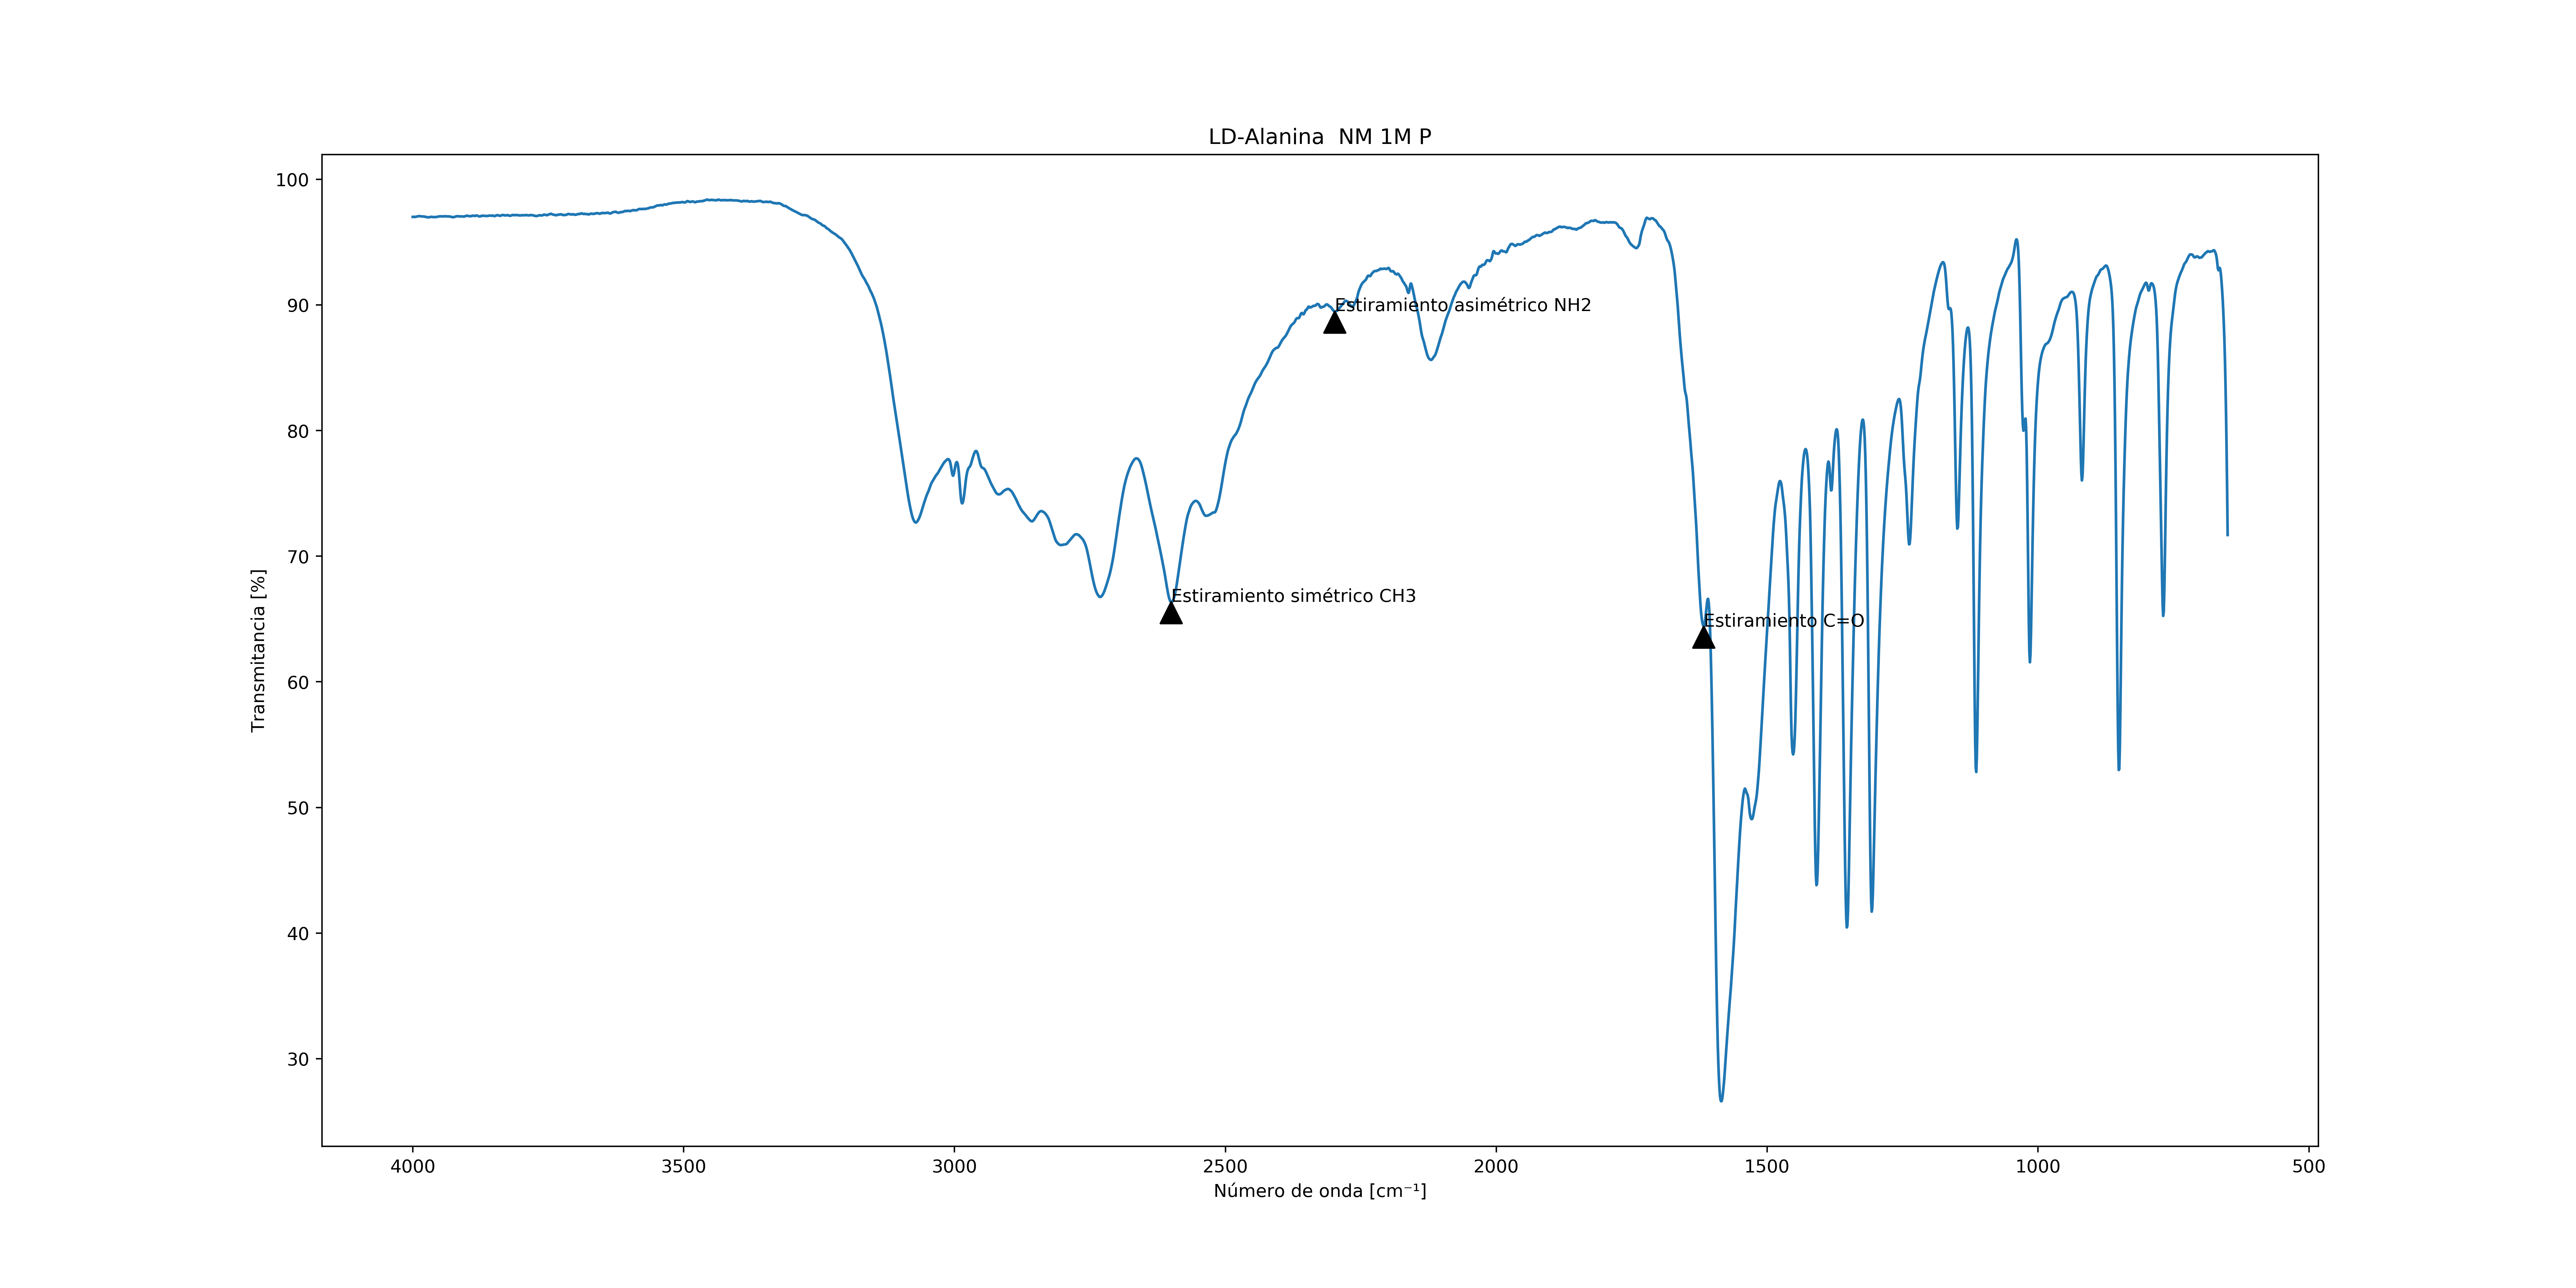 LD-Alanina  NM 1M P
Transmitancia [%]
100
90
80
70
60
50
40
30
Estiramiento asimétrico NH2
Estiramiento simétrico CH3
Estiramiento C=O
4000
3500
3000
2500
2000
1500
1000
500
Número de onda [cm⁻¹]